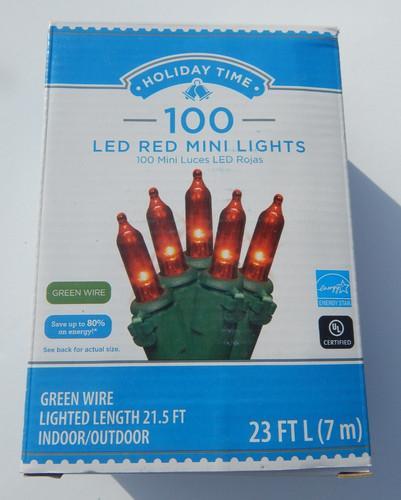 HOLIDAY TIME
100
LED RED MINI LIGHTS
100 Mini Luces LED Rojas
GREEN WIRE
Save up to 80%
on energy!*
See back for actual size.
energy
ENERGY STAR
UL
CERTIFIED
GREEN WIRE
LIGHTED LENGTH 21.5 FT
INDOOR/OUTDOOR
23 FT L (7 m)